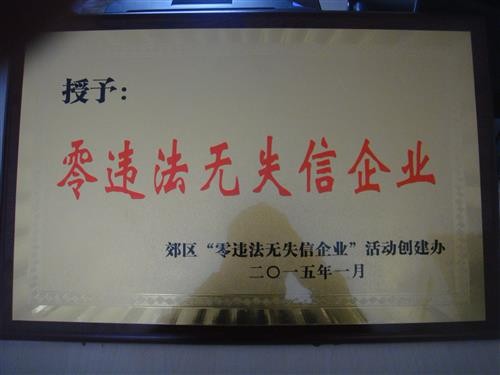 授予：
零违法无失信企业
郊区“零违法无失信企业”活动创建办
二〇一五年一月